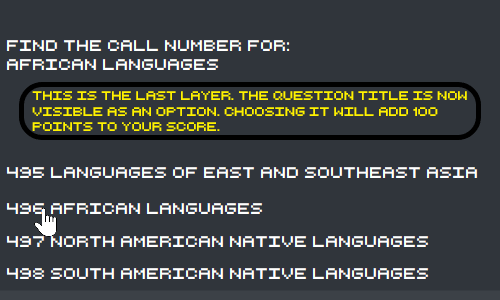 FIND THE CALL NUMBER FOR:
AFRICAN LANGUAGES
THIS IS THE LAST LAYER. THE QUESTION TITLE IS NOW
VISIBLE AS AN OPTION. CHOOSING IT WILL ADD 100
POINTS TO YOUR SCORE.
495 LANGUAGES OF EAST AND SOUTHEAST ASIA
496 AFRICAN LANGUAGES
497 NORTH AMERICAN NATIVE LANGUAGES
498 SOUTH AMERICAN NATIVE LANGUAGES